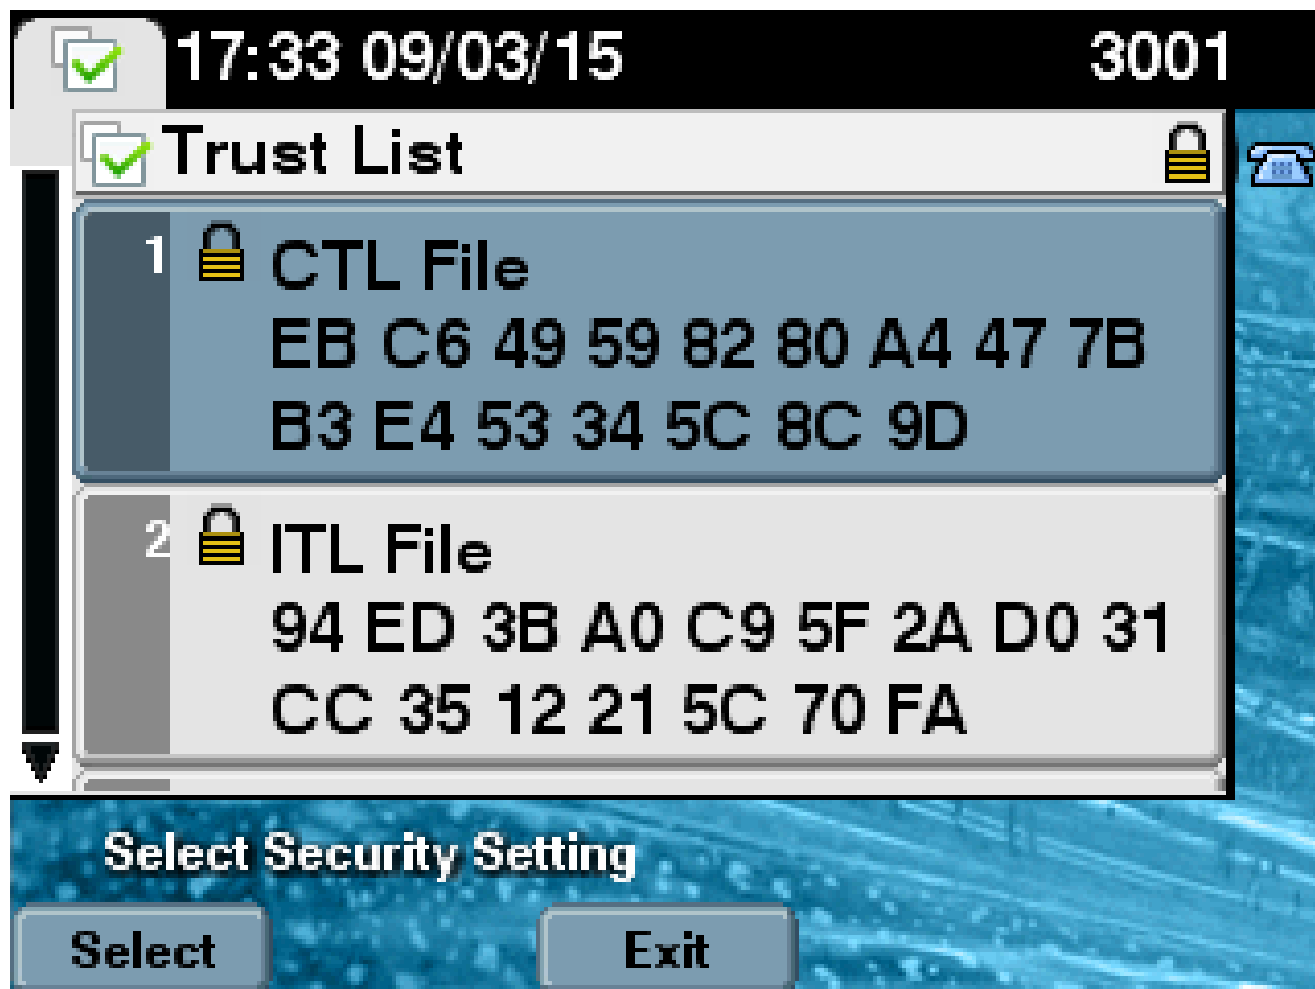 17:33 09/03/15 3001
Trust List
1 CTL File
EB C6 49 59 82 80 A4 47 7B
B3 E4 53 34 5C 8C 9D
2 ITL File
94 ED 3B A0 C9 5F 2A D0 31
CC 35 12 21 5C 70 FA
Select Security Setting
Select Exit